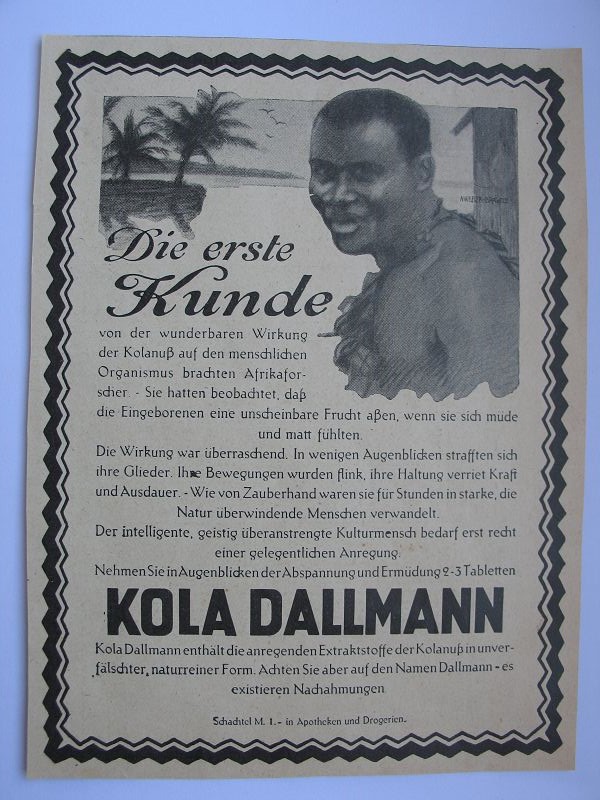 Die erste
Kunde
von der wunderbaren Wirkung
der Kolanuß auf den menschlichen
Organismus brachten Afrikafor-
scher. - Sie hatten beobachtet, daß
die Eingeborenen eine unscheinbare Frucht aßen, wenn sie sich müde
und matt fühlten.
Die Wirkung war überraschend. In wenigen Augenblicken strafften sich
ihre Glieder. Ihre Bewegungen wurden flink, ihre Haltung verriet Kraft
und Ausdauer. - Wie von Zauberhand waren sie für Stunden in starke, die
Natur überwindende Menschen verwandelt.
Der intelligente, geistig überanstrengte Kulturmensch bedarf erst recht
einer gelegentlichen Anregung.
Nehmen Sie in Augenblicken der Abspannung und Ermüdung 2-3 Tabletten
KOLA DALLMANN
Kola Dallmann enthält die anregenden Extraktstoffe der Kolanuß in unver-
fälschter, naturreiner Form. Achten Sie aber auf den Namen Dallmann - es
existieren Nachahmungen.
Schachtel M. 1.- in Apotheken und Drogerien.